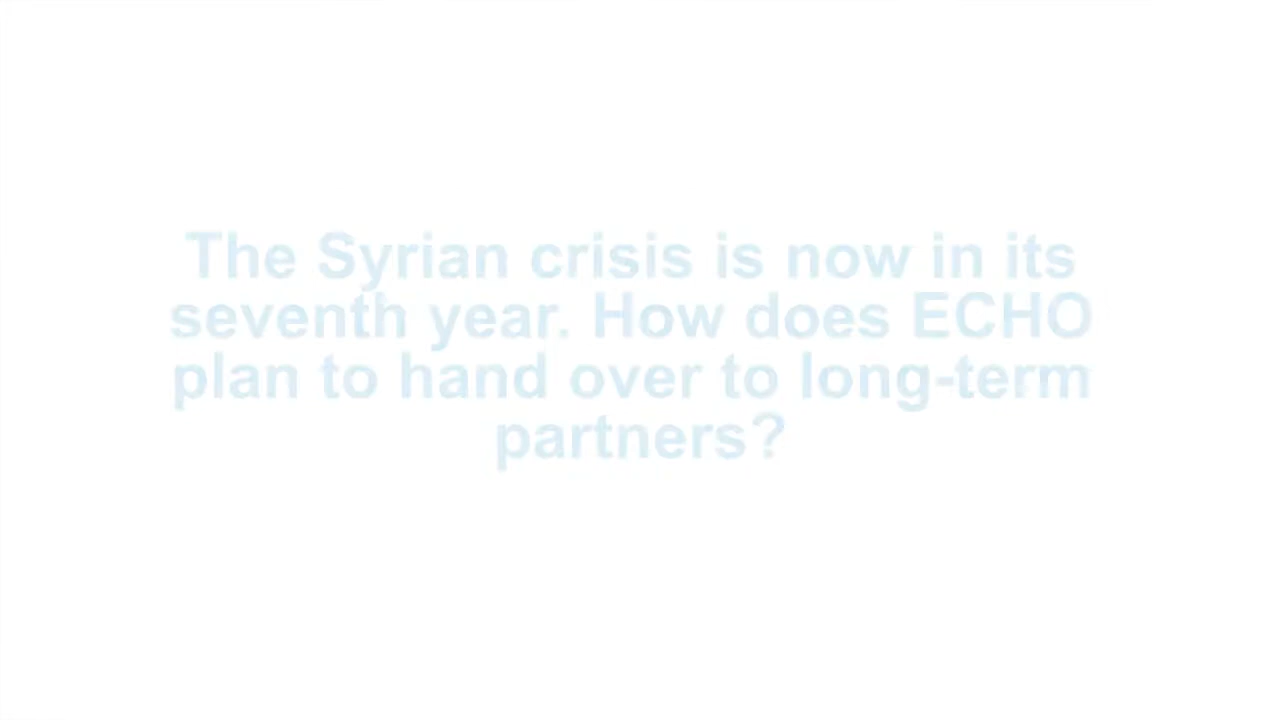 The Syrian crisis is now in its
seventh year. How does ECHO
plan to hand over to long-term
partners?